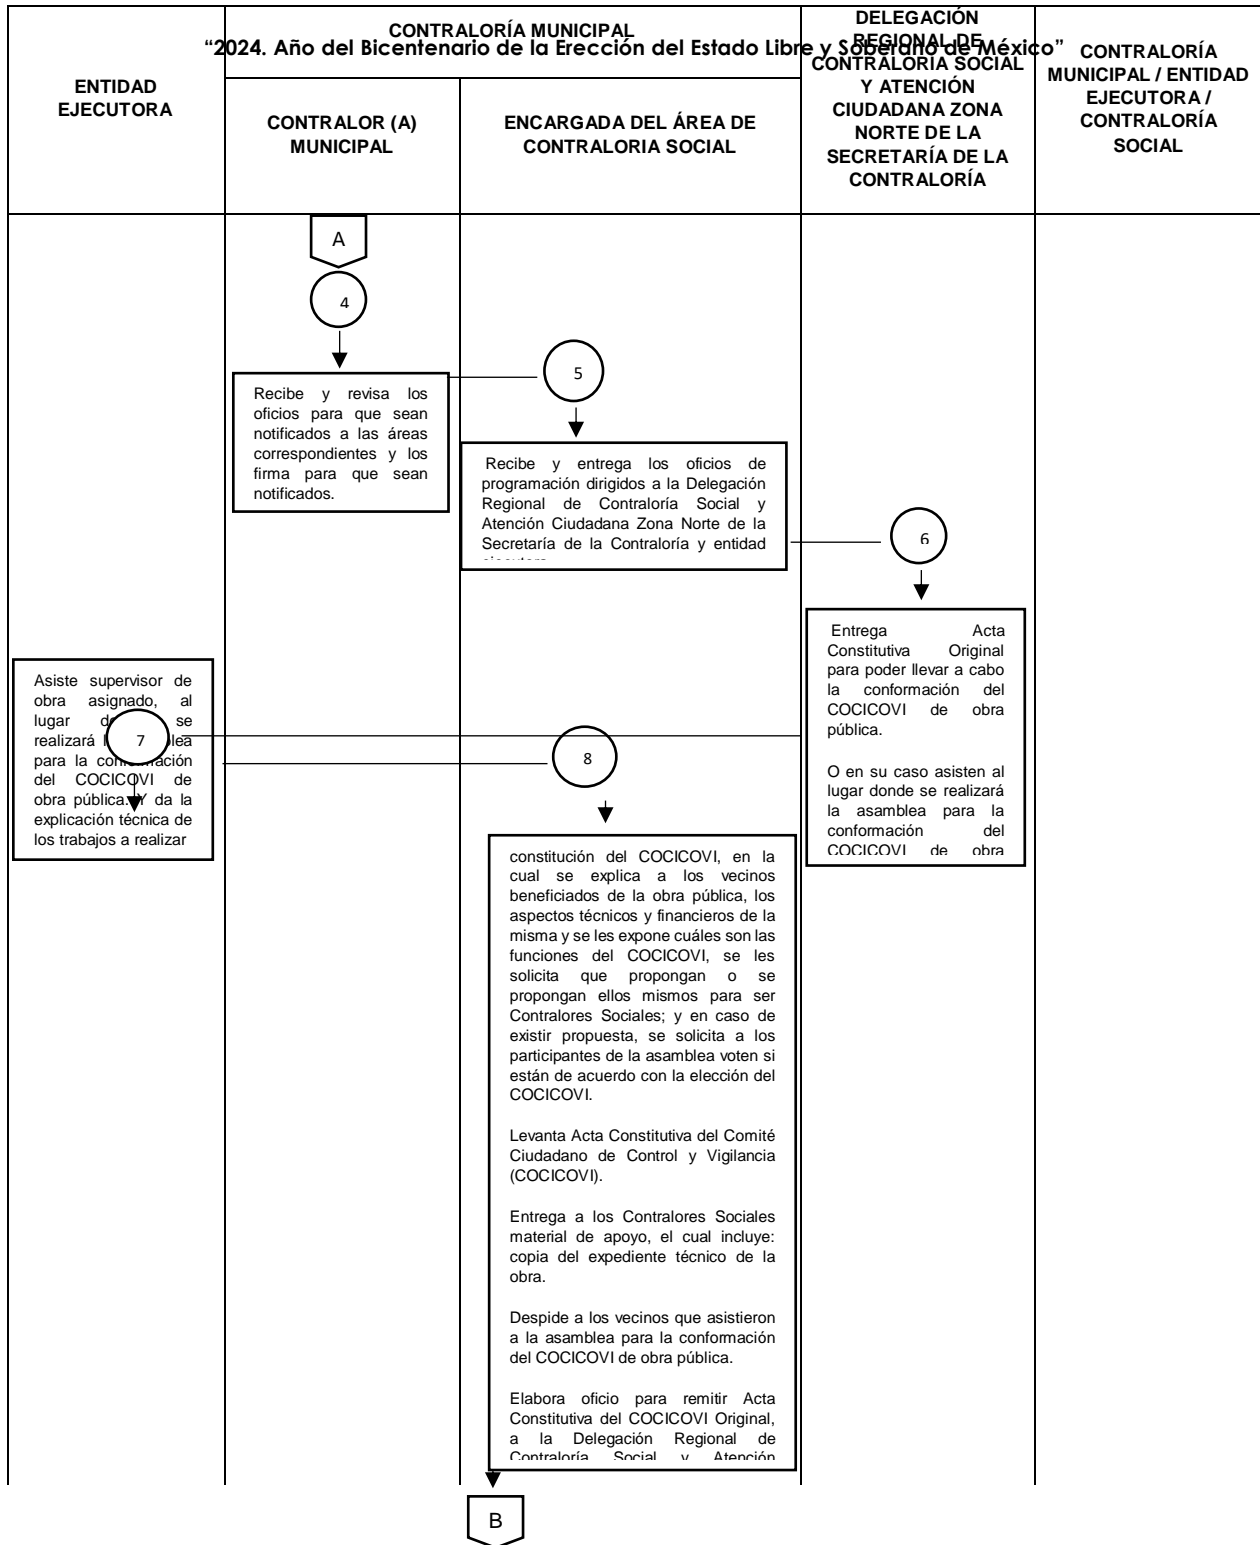 “2024. Año del Bicentenario de la Erección del Estado Libre y Soberano de México”
ENTIDAD
EJECUTORA
CONTRALORÍA MUNICIPAL
CONTRALOR (A)
MUNICIPAL
ENCARGADA DEL ÁREA DE
CONTRALORIA SOCIAL
DELEGACIÓN
REGIONAL DE
CONTRALORÍA SOCIAL
Y ATENCIÓN
CIUDADANA ZONA
NORTE DE LA
SECRETARÍA DE LA
CONTRALORÍA
CONTRALORÍA
MUNICIPAL / ENTIDAD
EJECUTORA /
CONTRALORÍA
SOCIAL
A
4
Recibe y revisa los
oficios para que sean
notificados a las áreas
correspondientes y los
firma para que sean
notificados.
5
Recibe y entrega los oficios de
programación dirigidos a la Delegación
Regional de Contraloría Social y
Atención Ciudadana Zona Norte de la
Secretaría de la Contraloría y entidad
6
Entrega Acta
Constitutiva Original
para poder llevar a cabo
la conformación del
COCICOVI de obra
pública.
O en su caso asisten al
lugar donde se realizará
la asamblea para la
conformación del
COCICOVI de obra
7
Asiste supervisor de
obra asignado, al
lugar se
realizará
para la conformación
del COCICOVI de
obra pública. Y da la
explicación técnica de
los trabajos a realizar
8
constitución del COCICOVI, en la
cual se explica a los vecinos
beneficiados de la obra pública, los
aspectos técnicos y financieros de la
misma y se les expone cuáles son las
funciones del COCICOVI, se les
solicita que propongan o se
propongan ellos mismos para ser
Contralores Sociales; y en caso de
existir propuesta, se solicita a los
participantes de la asamblea voten si
están de acuerdo con la elección del
COCICOVI.
Levanta Acta Constitutiva del Comité
Ciudadano de Control y Vigilancia
(COCICOVI).
Entrega a los Contralores Sociales
material de apoyo, el cual incluye:
copia del expediente técnico de la
obra.
Despide a los vecinos que asistieron
a la asamblea para la conformación
del COCICOVI de obra pública.
Elabora oficio para remitir Acta
Constitutiva del COCICOVI Original,
a la Delegación Regional de
Contraloría Social y Atención
B